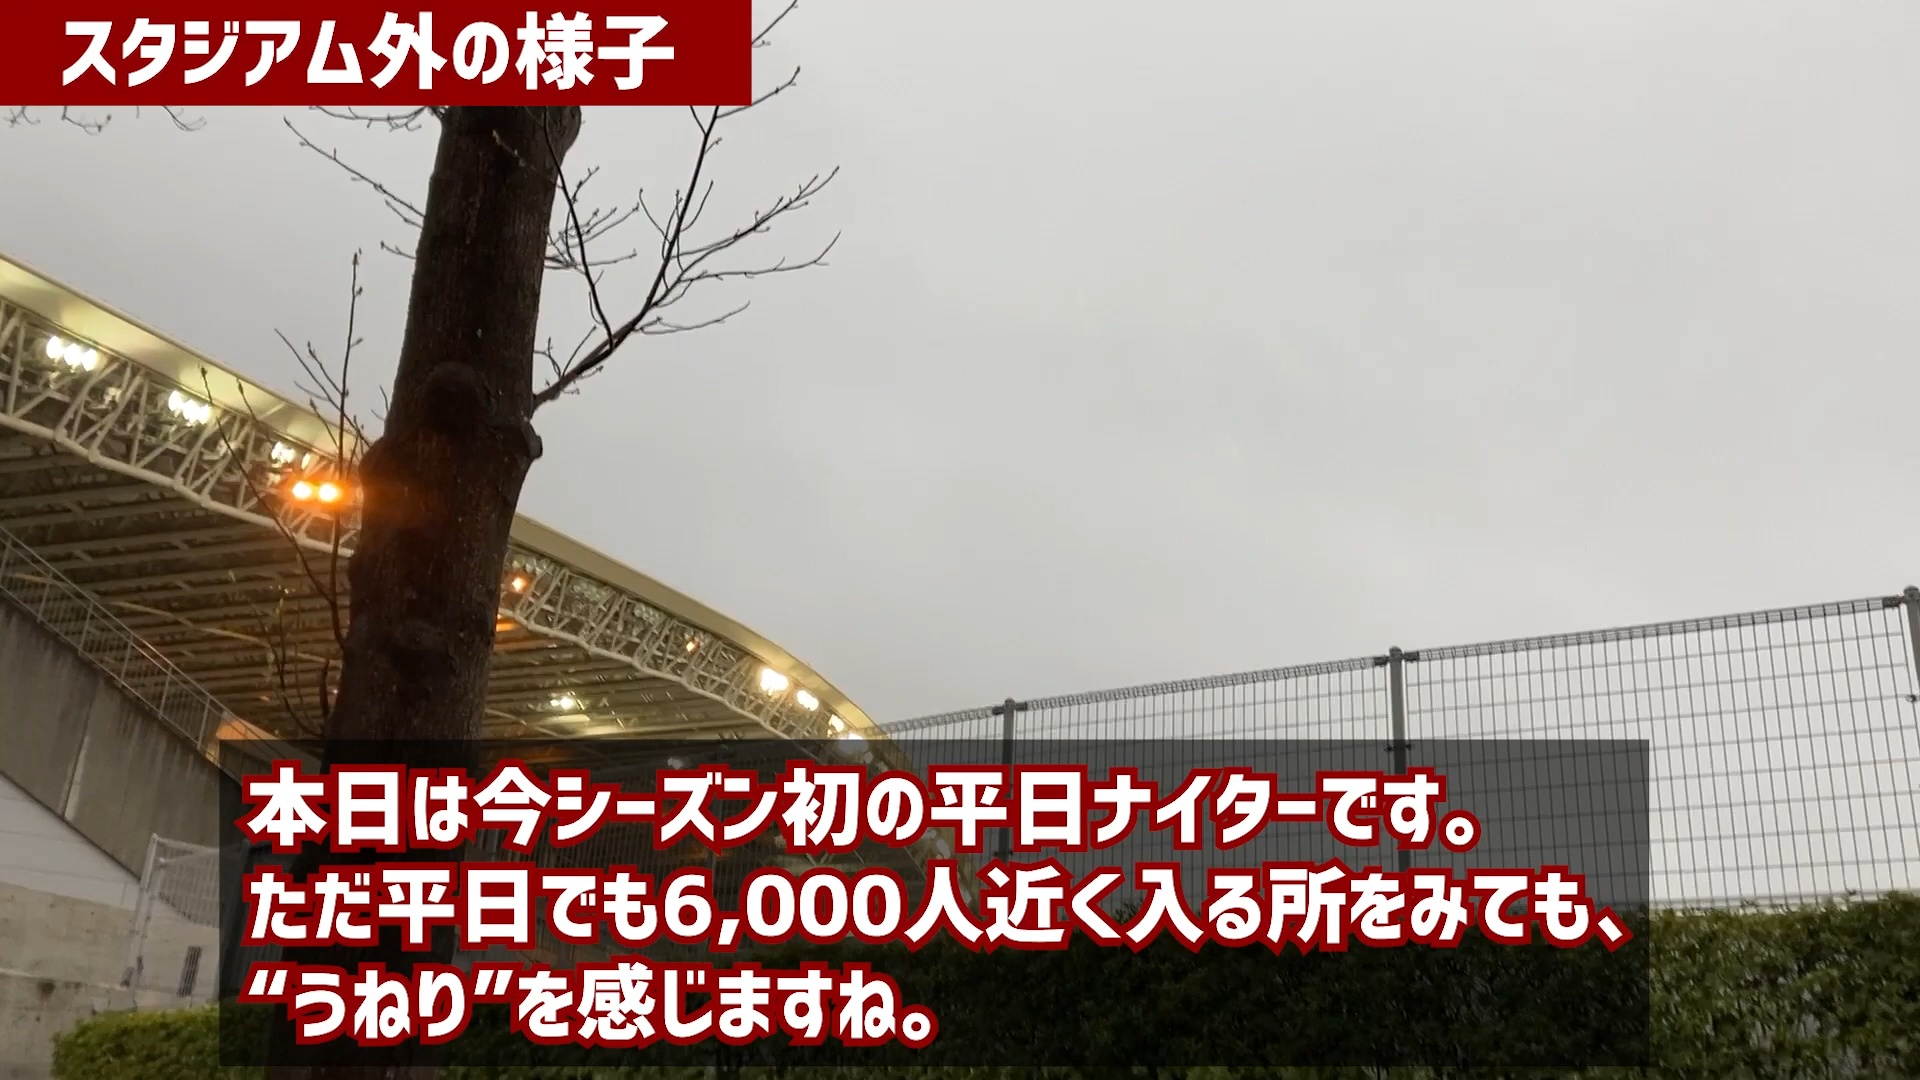 スタジアム外の様子
本日は今シーズン初の平日ナイターです。
ただ平日でも6,000人近く入る所をみても、
“うねり”を感じますね。